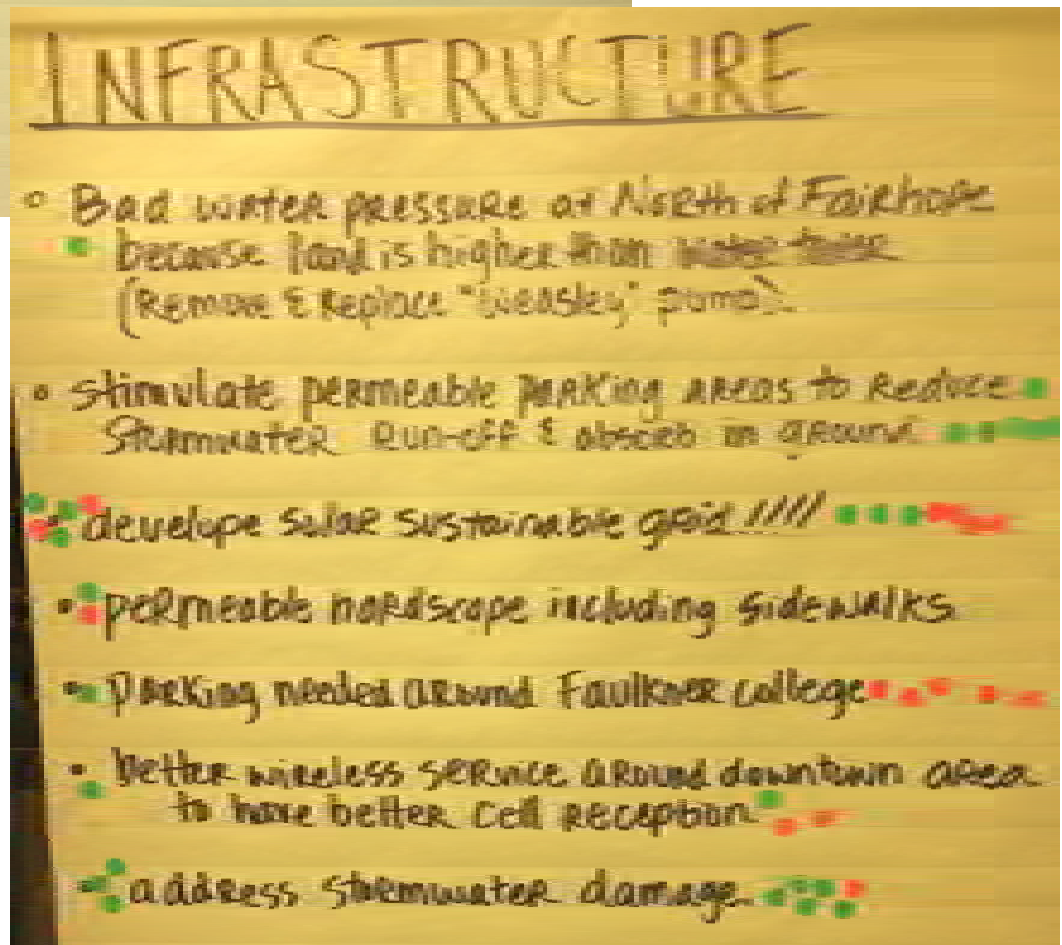 INFRASTRUCTURE
Bad water pressure at North of Fairhope
because land is higher than
(Remove & Replace "Weasley" pump)
Stimulate permeable parking areas to Reduce
Stormwater Run-off & absorb in ground
develope solar sustainable grid !!!!
permeable hardscape including sidewalks
Parking needed around Faulkner college
better wireless service around downtown area
to have better cell reception
address stormwater damage.